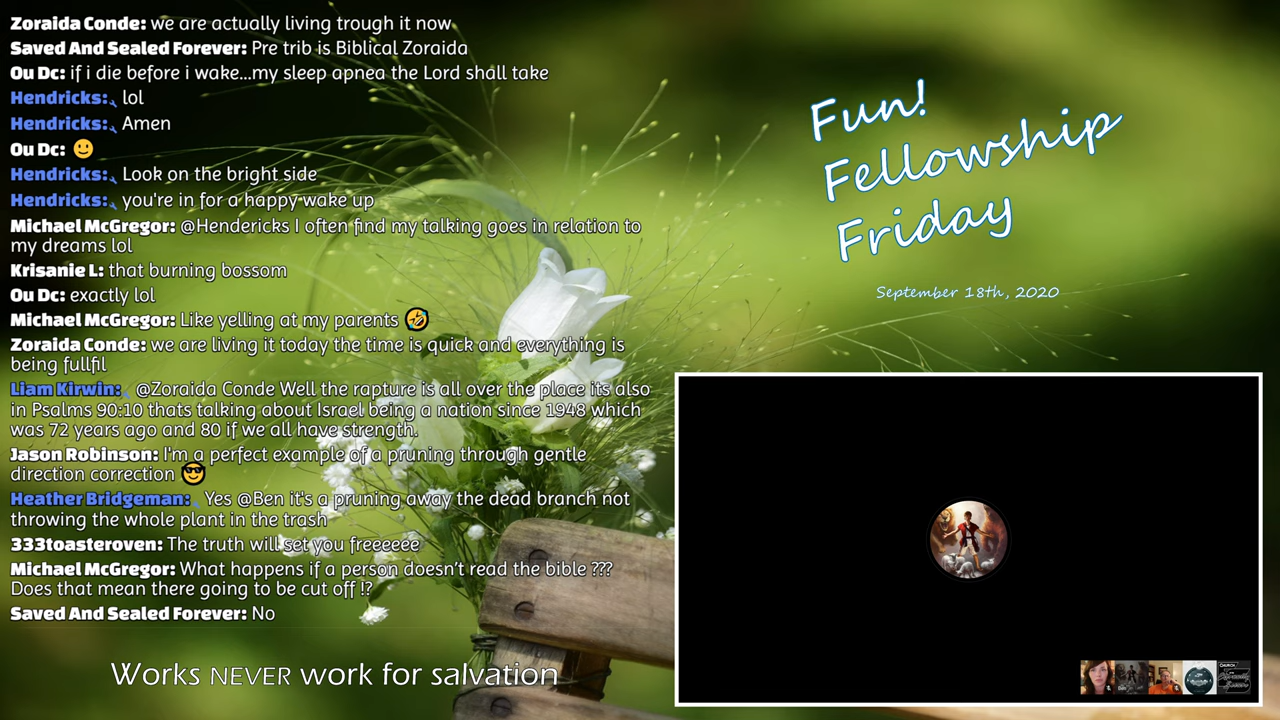 Zoraida Conde: we are actually living trough it now
Saved And Sealed Forever: Pre trib is Biblical Zoraida
Ou Dc: if i die before i wake...my sleep apnea the Lord shall take
Hendricks: lol
Hendricks: Amen
Ou Dc: 🙂
Hendricks: Look on the bright side
Hendricks: you're in for a happy wake up
Michael McGregor: @Hendericks I often find my talking goes in relation to
my dreams lol
Krisanie L: that burning bossom
Ou Dc: exactly lol
Michael McGregor: Like yelling at my parents 🤣
Zoraida Conde: we are living it today the time is quick and everything is
being fullfil
Liam Kirwin: @Zoraida Conde Well the rapture is all over the place its also
in Psalms 90:10 thats talking about Israel being a nation since 1948 which
was 72 years ago and 80 if we all have strength.
Jason Robinson: I'm a perfect example of a pruning through gentle
direction correction 😎
Heather Bridgeman: Yes @Ben it's a pruning away the dead branch not
throwing the whole plant in the trash
333toasteroven: The truth will set you freeeeee
Michael McGregor: What happens if a person doesn't read the bible ???
Does that mean there going to be cut off !?
Saved And Sealed Forever: No
Works NEVER work for salvation
Fun!
Fellowship
Friday
September 18th, 2020